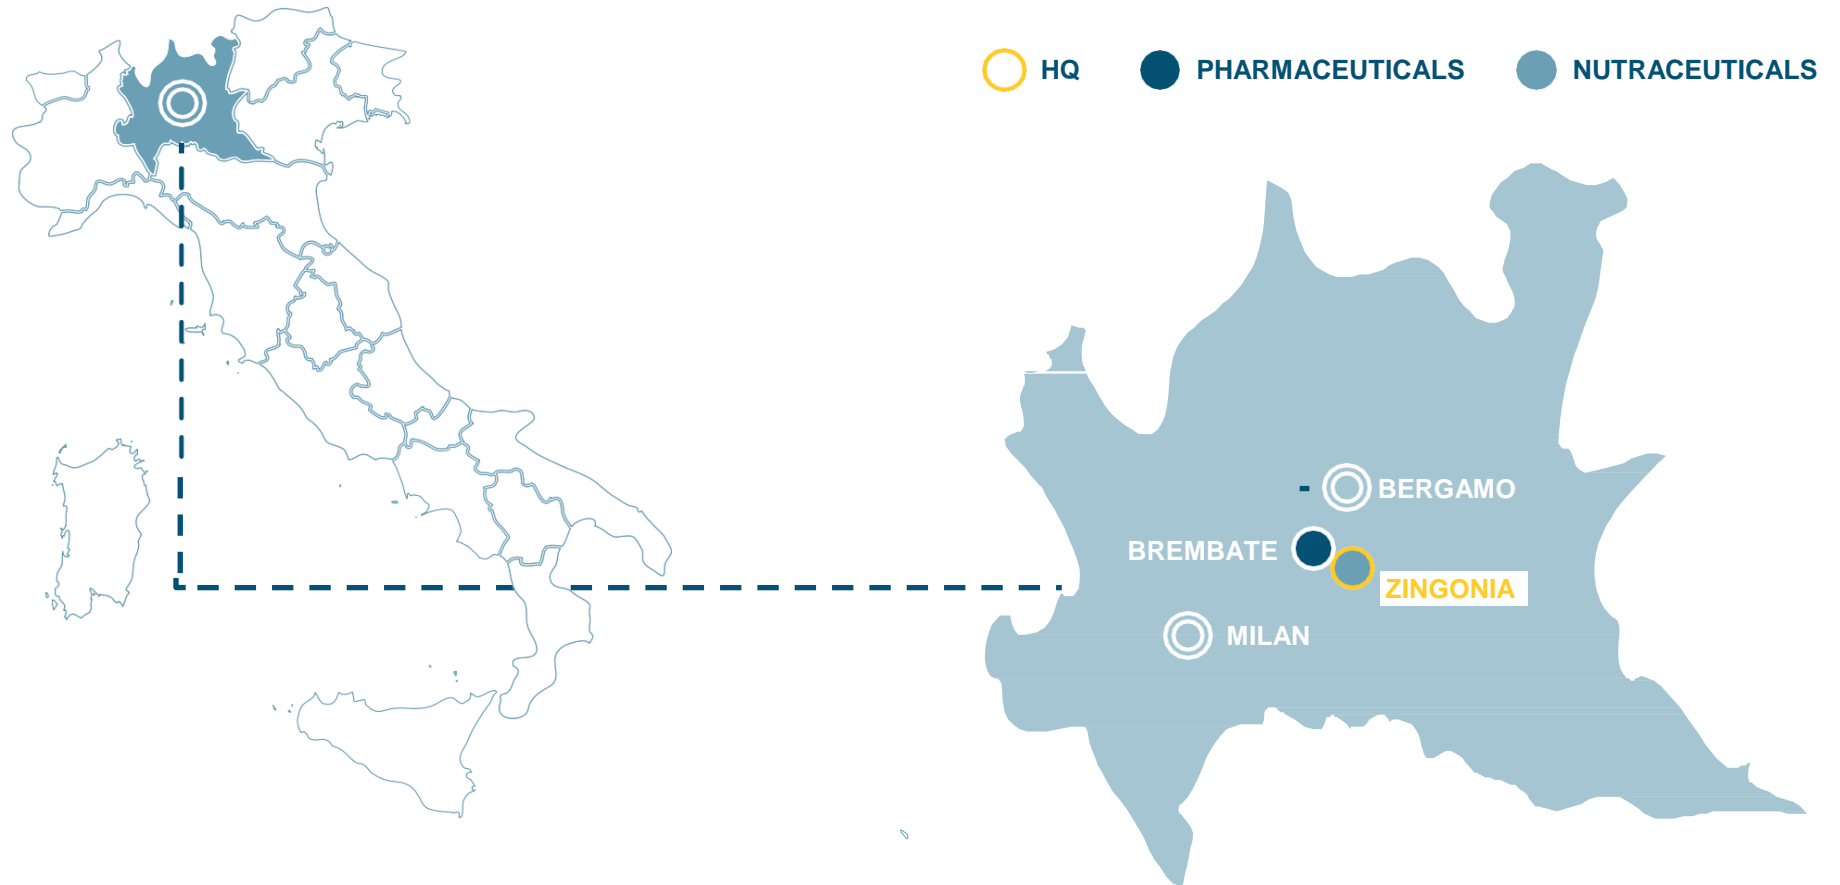 HQ
PHARMACEUTICALS
NUTRACEUTICALS
BERGAMO
BREMBATE
ZINGONIA
MILAN